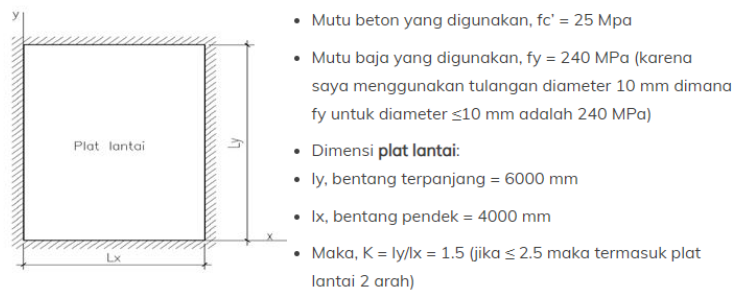 y
Plat lantai
Ly
x
Lx
• Mutu beton yang digunakan, fc' = 25 Mpa
• Mutu baja yang digunakan, fy = 240 MPa (karena
saya menggunakan tulangan diameter 10 mm dimana
fy untuk diameter ≤10 mm adalah 240 MPa)
• Dimensi plat lantai:
• ly, bentang terpanjang = 6000 mm
• lx, bentang pendek = 4000 mm
• Maka, K = ly/lx = 1.5 (jika ≤ 2.5 maka termasuk plat
lantai 2 arah)